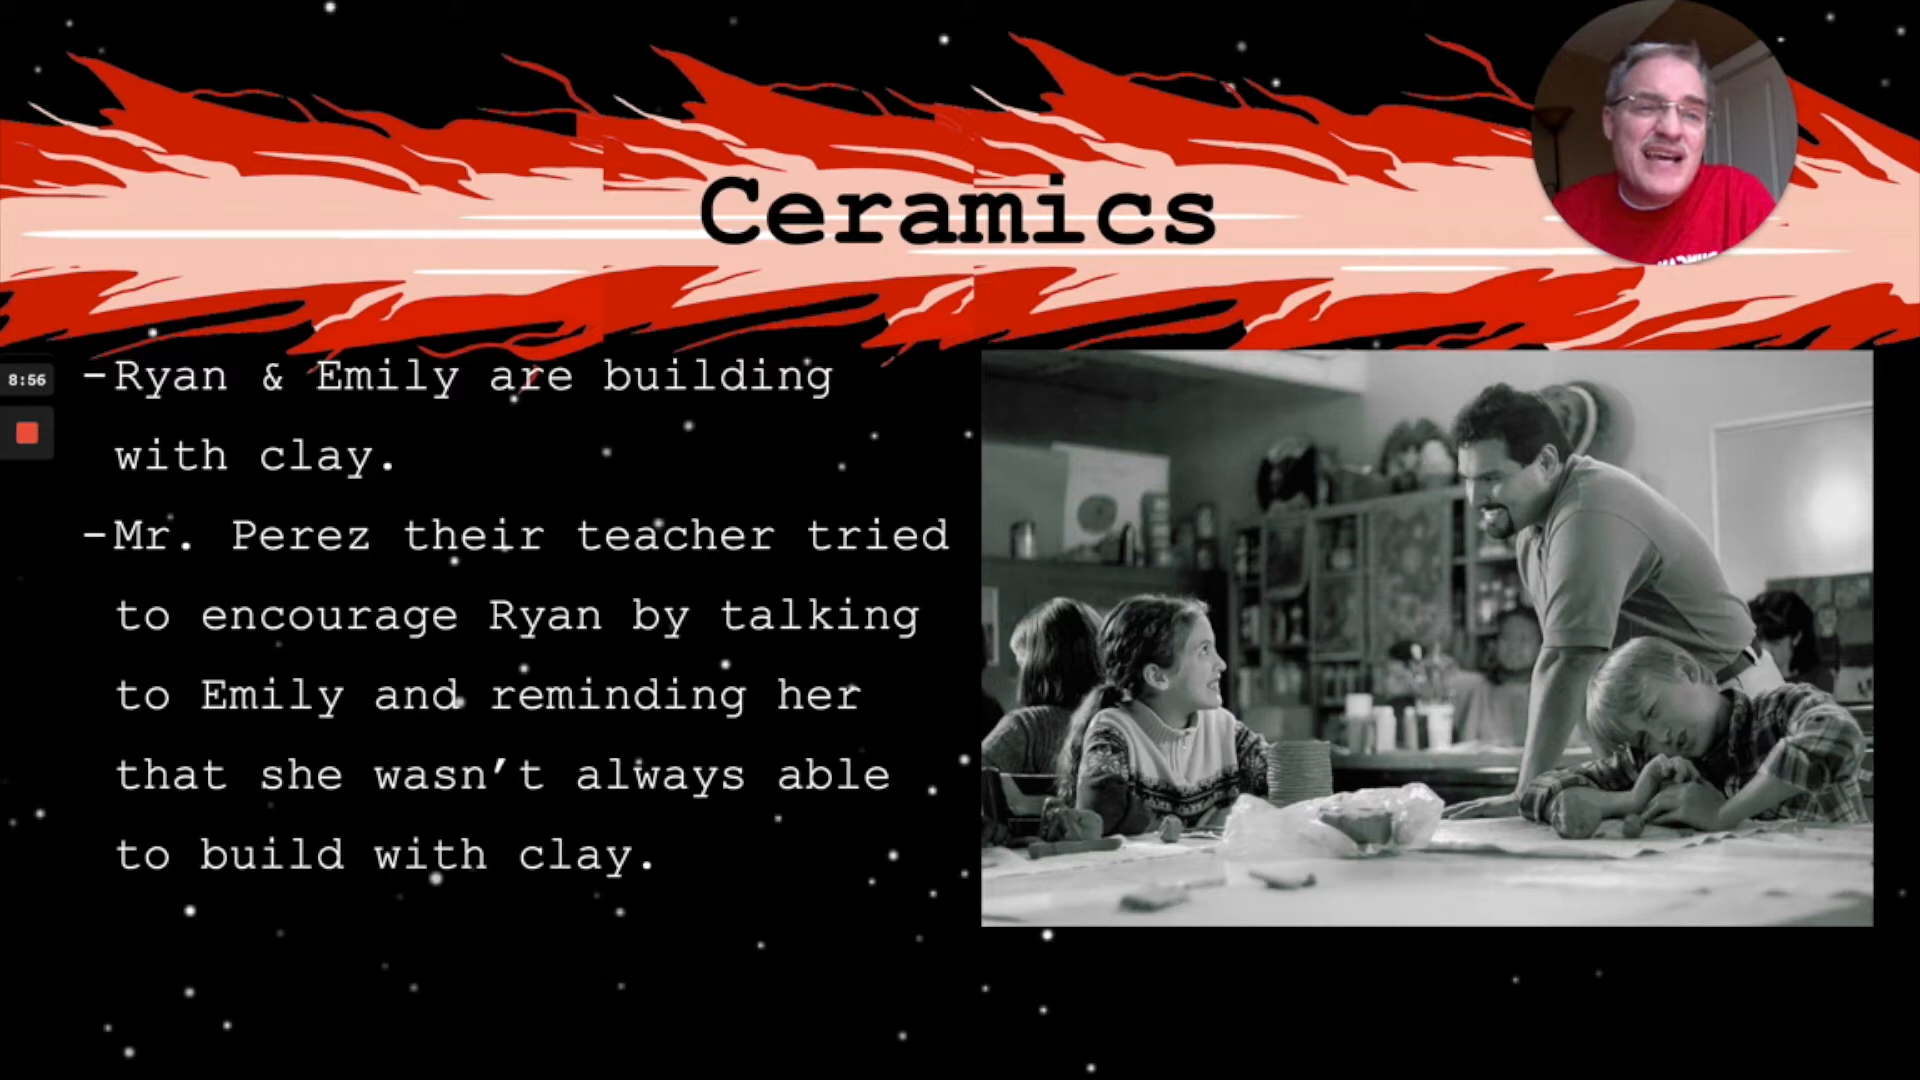 Ceramics
8:56
-Ryan & Emily are building
with clay.
-Mr. Perez their teacher tried
to encourage Ryan by talking
to Emily and reminding her
that she wasn’t always able
to build with clay.